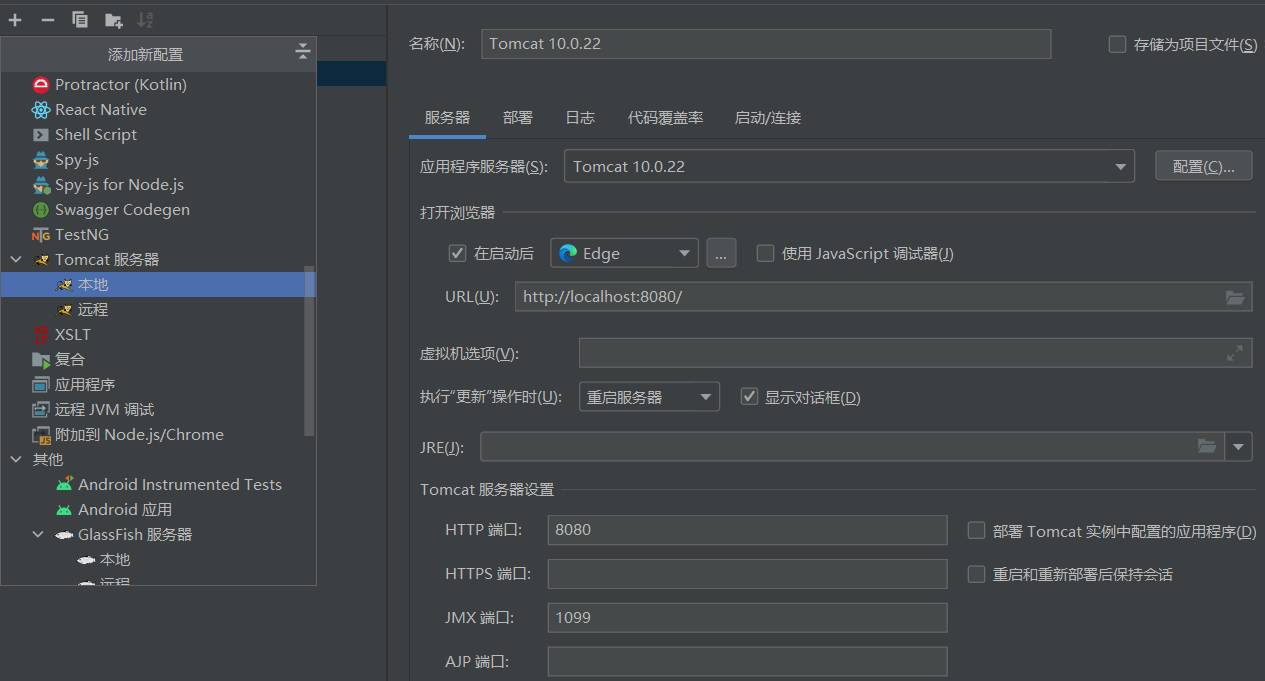 添加新配置
Protractor (Kotlin)
React Native
Shell Script
Spy-js
Spy-js for Node.js
Swagger Codegen
TestNG
Tomcat 服务器
本地
远程
XSLT
复合
应用程序
远程 JVM 调试
附加到 Node.js/Chrome
其他
Android Instrumented Tests
Android 应用
GlassFish 服务器
本地
远程
名称(N): Tomcat 10.0.22 存储为项目文件(S)
服务器 部署 日志 代码覆盖率 启动/连接
应用程序服务器(S): Tomcat 10.0.22 配置(C)...
打开浏览器
在启动后 Edge ... 使用 JavaScript 调试器(J)
URL(U): http://localhost:8080/
虚拟机选项(V):
执行“更新”操作时(U): 重启服务器 显示对话框(D)
JRE(J):
Tomcat 服务器设置
HTTP 端口: 8080 部署 Tomcat 实例中配置的应用程序(D)
HTTPS 端口: 重启和重新部署后保持会话
JMX 端口: 1099
AJP 端口: